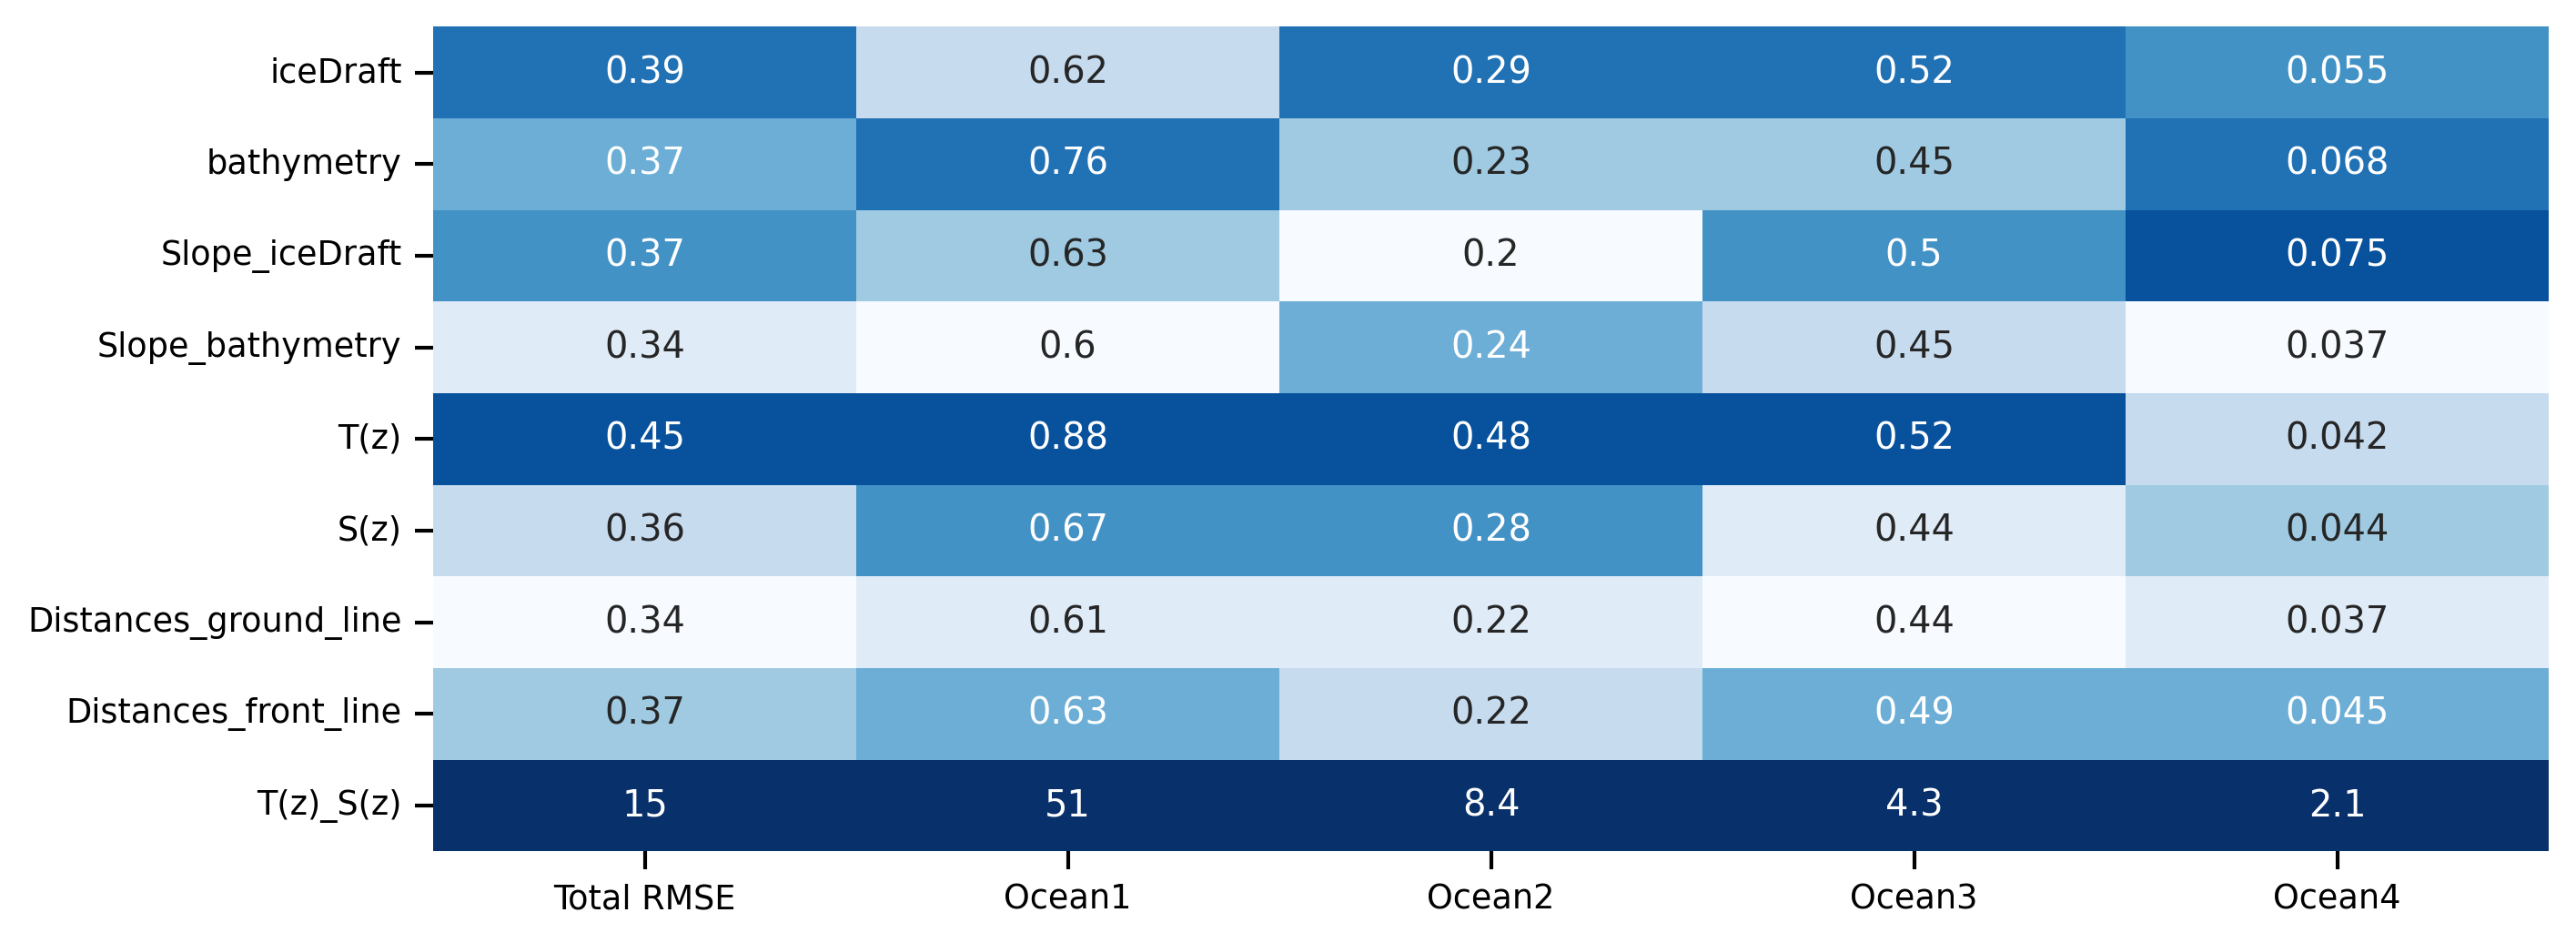 iceDraft 0.39 0.62 0.29 0.52 0.055
bathymetry 0.37 0.76 0.23 0.45 0.068
Slope_iceDraft 0.37 0.63 0.2 0.5 0.075
Slope_bathymetry 0.34 0.6 0.24 0.45 0.037
T(z) 0.45 0.88 0.48 0.52 0.042
S(z) 0.36 0.67 0.28 0.44 0.044
Distances_ground_line 0.34 0.61 0.22 0.44 0.037
Distances_front_line 0.37 0.63 0.22 0.49 0.045
T(z)_S(z) 15 51 8.4 4.3 2.1
Total RMSE Ocean1 Ocean2 Ocean3 Ocean4